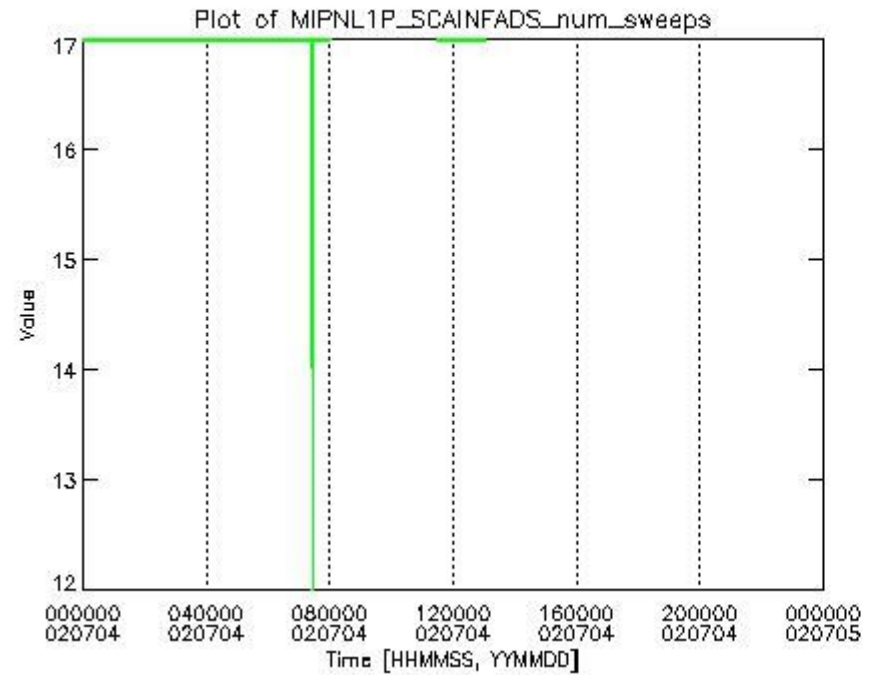 Plot of MIPNL1P_SCAINFADS_num_sweeps
17
16
15
14
13
12
Value
000000 040000 080000 120000 160000 200000 000000
020704 020704 020704 020704 020704 020704 020705
Time [HHMMSS, YYMMDD]